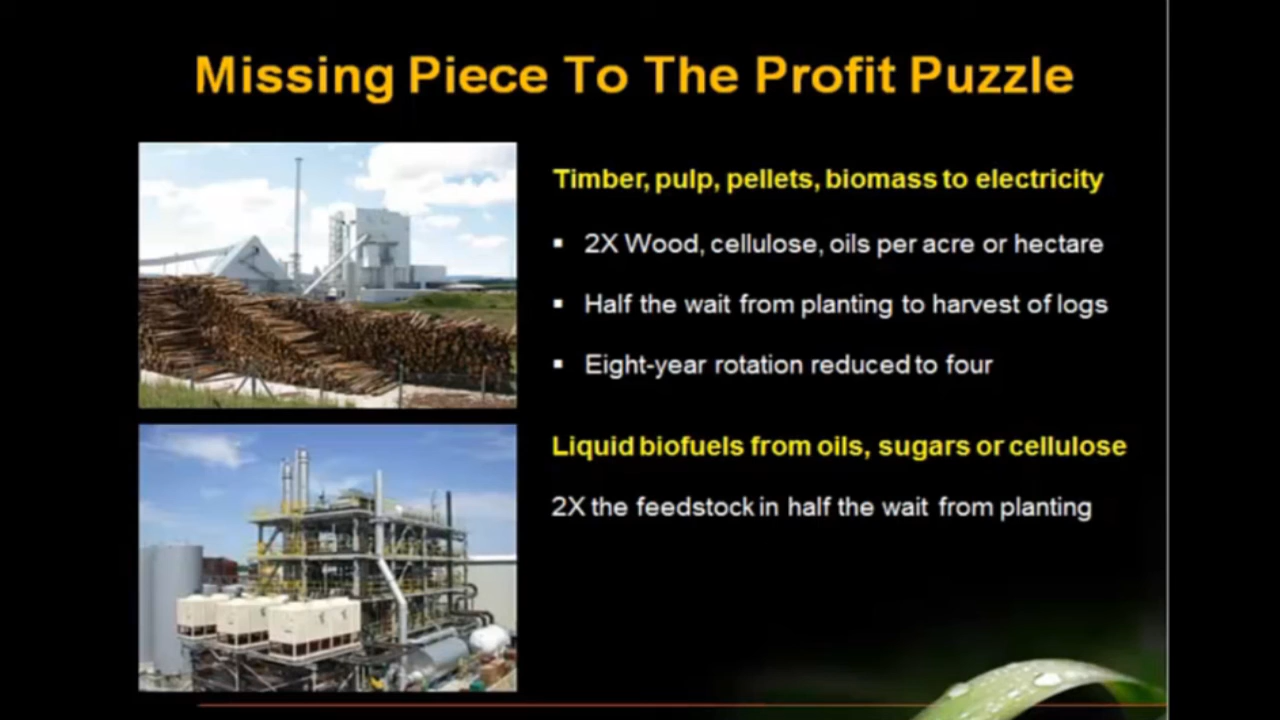 Missing Piece To The Profit Puzzle
Timber, pulp, pellets, biomass to electricity
▪ 2X Wood, cellulose, oils per acre or hectare
▪ Half the wait from planting to harvest of logs
▪ Eight-year rotation reduced to four
Liquid biofuels from oils, sugars or cellulose
2X the feedstock in half the wait from planting